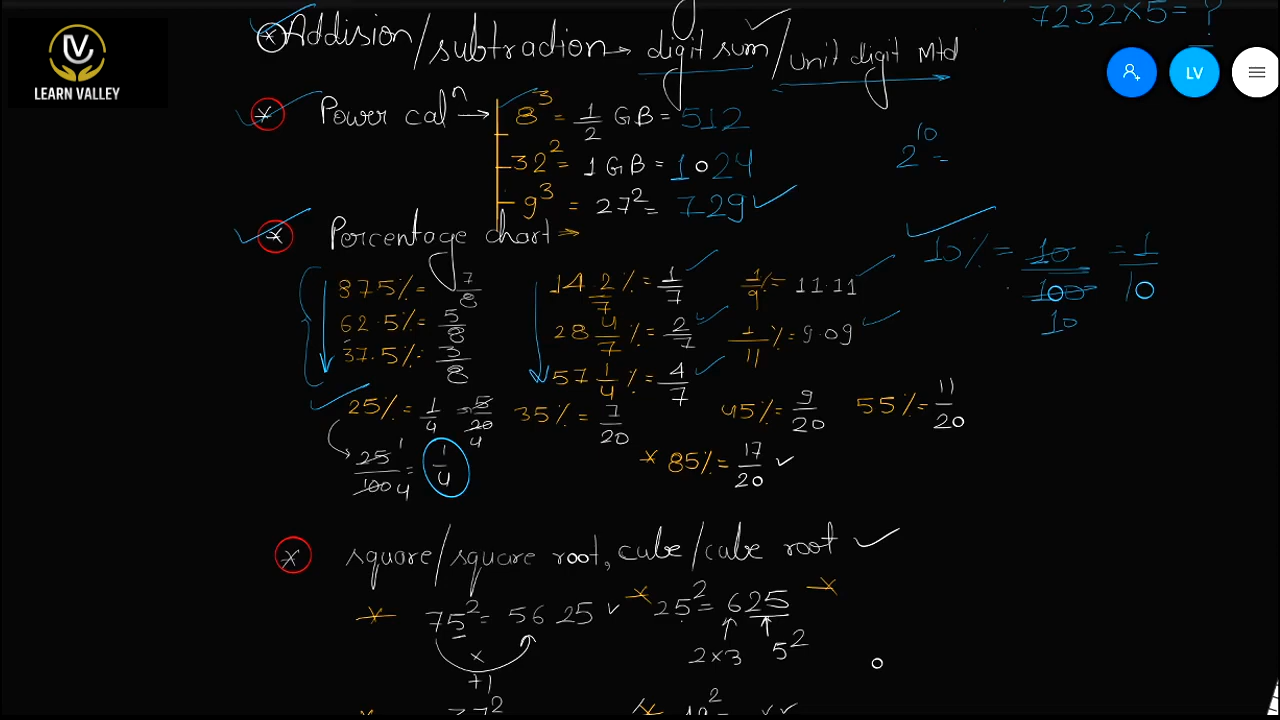 7232×5 = ?
LEARN VALLEY
* Addision/subtradion → digit sum / Unit digit Mtd
LV
* Power calⁿ → 8³ = 1/2 GB = 512
32² = 1 GB = 1024
2¹⁰ =
9³ = 27² = 729 ✓
* Percentage chart →
10% = 10/100 = 1/10
10
87.5% = 7/8
14 2/7 % = 1/7
1/9 % = 11.11
62.5% = 5/8
28 4/7 % = 2/7
1/11 % = 9.09
37.5% = 3/8
57 1/4 % = 4/7
25% = 1/4 = 5/20 4
35% = 7/20
45% = 9/20
55% = 11/20
25/100 1 4 = 1/4
* 85% = 17/20 ✓
* square/square root, cube/cube root ✓
* 75² = 5625 ✓
* 25² = 625 *
× +1
2×3 5²